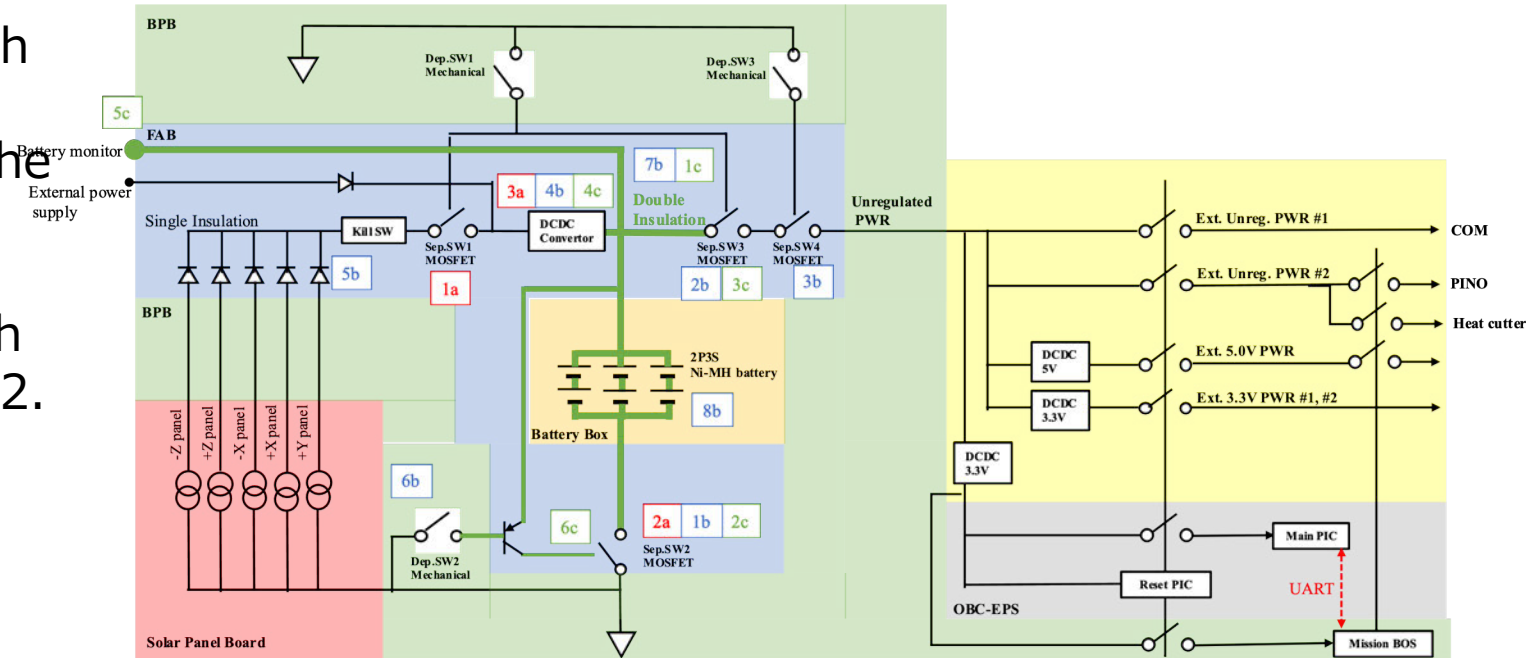 h
he
h
2.
BPB
Dep.SW1
Mechanical
Dep.SW3
Mechanical
5c
FAB
Battery monitor
External power
supply
Single Insulation
Kill SW
Sep.SW1
MOSFET
1a
3a 4b 4c
DCDC
Convertor
7b 1c
Double
Insulation
Sep.SW3
MOSFET
Sep.SW4
MOSFET
2b 3c
3b
Unregulated
PWR
5b
BPB
2P3S
Ni-MH battery
8b
Battery Box
-Z panel
+Z panel
-X panel
+X panel
+Y panel
6b
Dep.SW2
Mechanical
6c
2a 1b 2c
Sep.SW2
MOSFET
Solar Panel Board
Ext. Unreg. PWR #1
COM
Ext. Unreg. PWR #2
PINO
Heat cutter
DCDC
5V
Ext. 5.0V PWR
DCDC
3.3V
Ext. 3.3V PWR #1, #2
DCDC
3.3V
Main PIC
Reset PIC
UART
OBC-EPS
Mission BOS